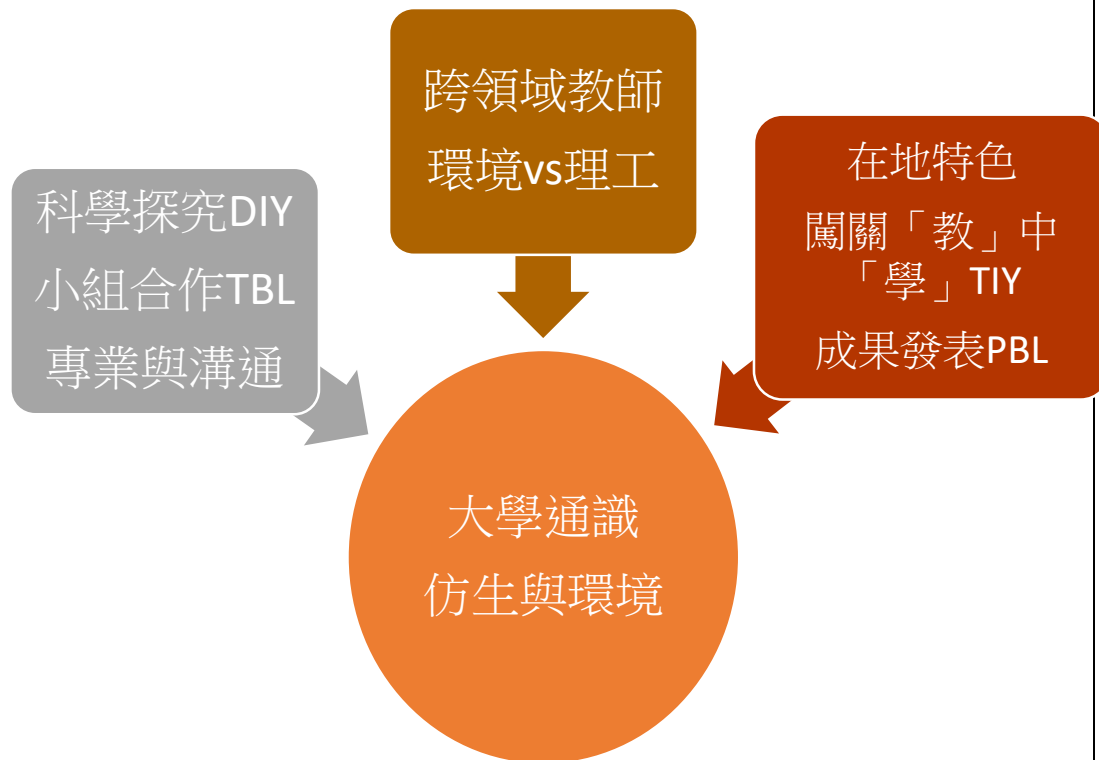 科學探究DIY
小組合作TBL
專業與溝通
跨領域教師
環境vs理工
在地特色
闖關「教」中
「學」TIY
成果發表PBL
大學通識
仿生與環境